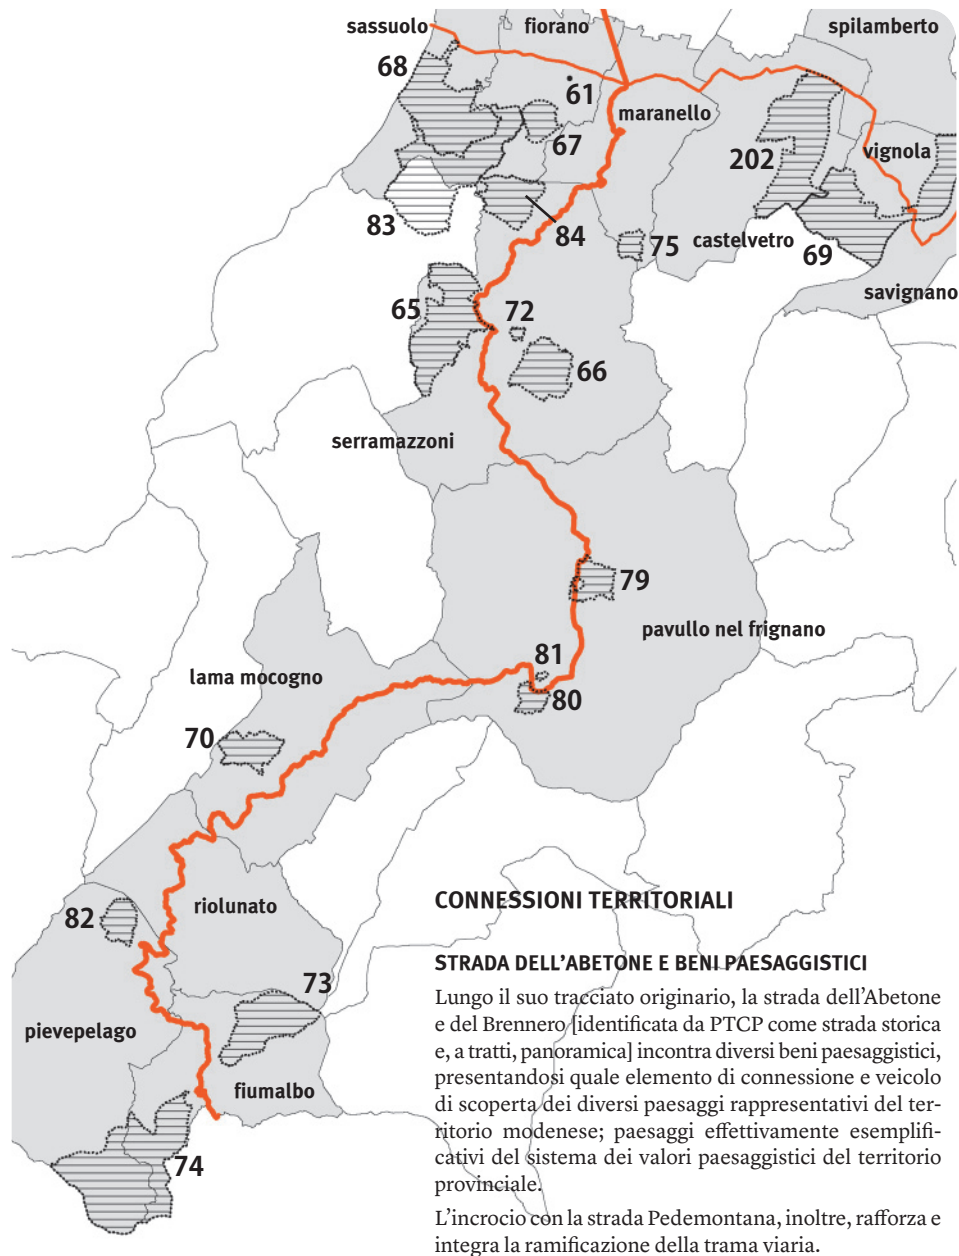 sassuolo
fiorano
spilamberto
68
61
maranello
67
202
vignola
83
84
75
castelvetro
69
savignano
65
72
66
serramazzoni
79
pavullo nel frignano
81
lama mocogno
80
70
riolunato
82
73
pievepelago
fiumalbo
74
CONNESSIONI TERRITORIALI
STRADA DELL'ABETONE E BENI PAESAGGISTICI
Lungo il suo tracciato originario, la strada dell'Abetone
e del Brennero [identificata da PTCP come strada storica
e, a tratti, panoramica] incontra diversi beni paesaggistici,
presentandosi quale elemento di connessione e veicolo
di scoperta dei diversi paesaggi rappresentativi del ter-
ritorio modenese; paesaggi effettivamente esemplifi-
cativi del sistema dei valori paesaggistici del territorio
provinciale.
L'incrocio con la strada Pedemontana, inoltre, rafforza e
integra la ramificazione della trama viaria.